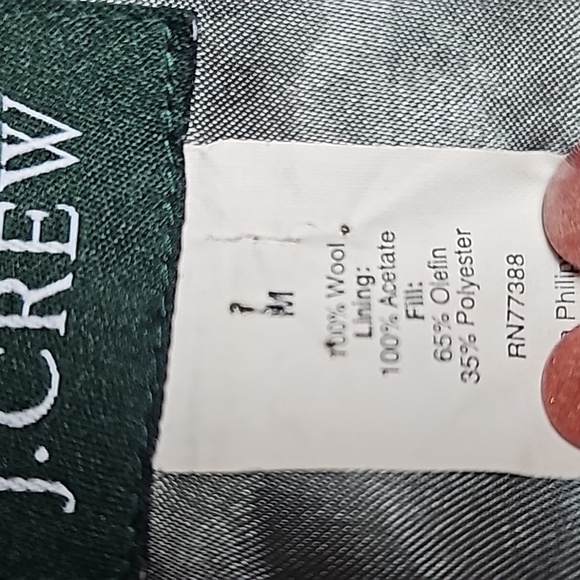 J.CREW
M
100% Wool
Lining:
100% Acetate
Fill:
65% Olefin
35% Polyester
RN77388